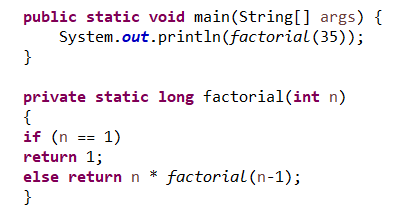 public static void main(String[] args) {
System.out.println(factorial(35));
}
private static long factorial(int n)
{
if (n == 1)
return 1;
else return n * factorial(n-1);
}